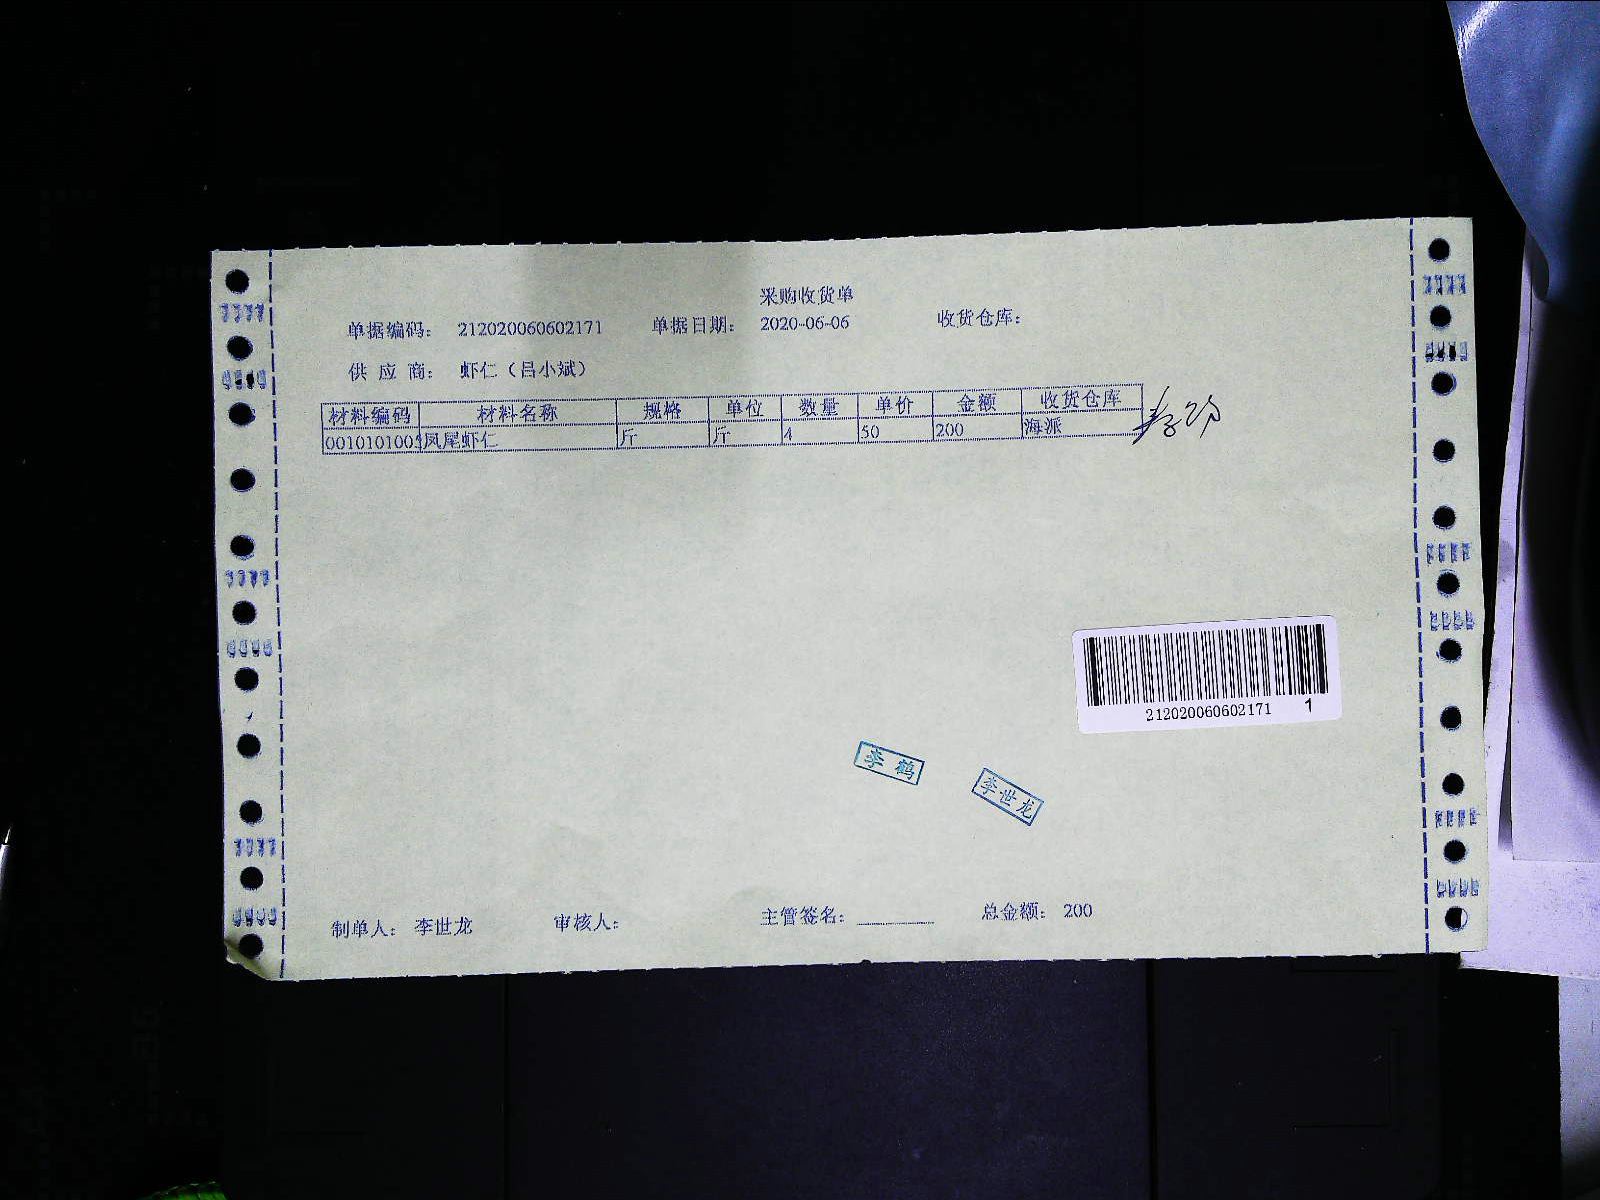 采购收货单
单据编码： 212020060602171 单据日期： 2020-06-06 收货仓库：
供 应 商： 虾仁（吕小斌）
材料编码 材料名称 规格 单位 数量 单价 金额 收货仓库
0010101005 凤尾虾仁 斤 斤 4 50 200 海派
212020060602171 1
李鹤
李世龙
制单人： 李世龙 审核人： 主管签名： 总金额： 200